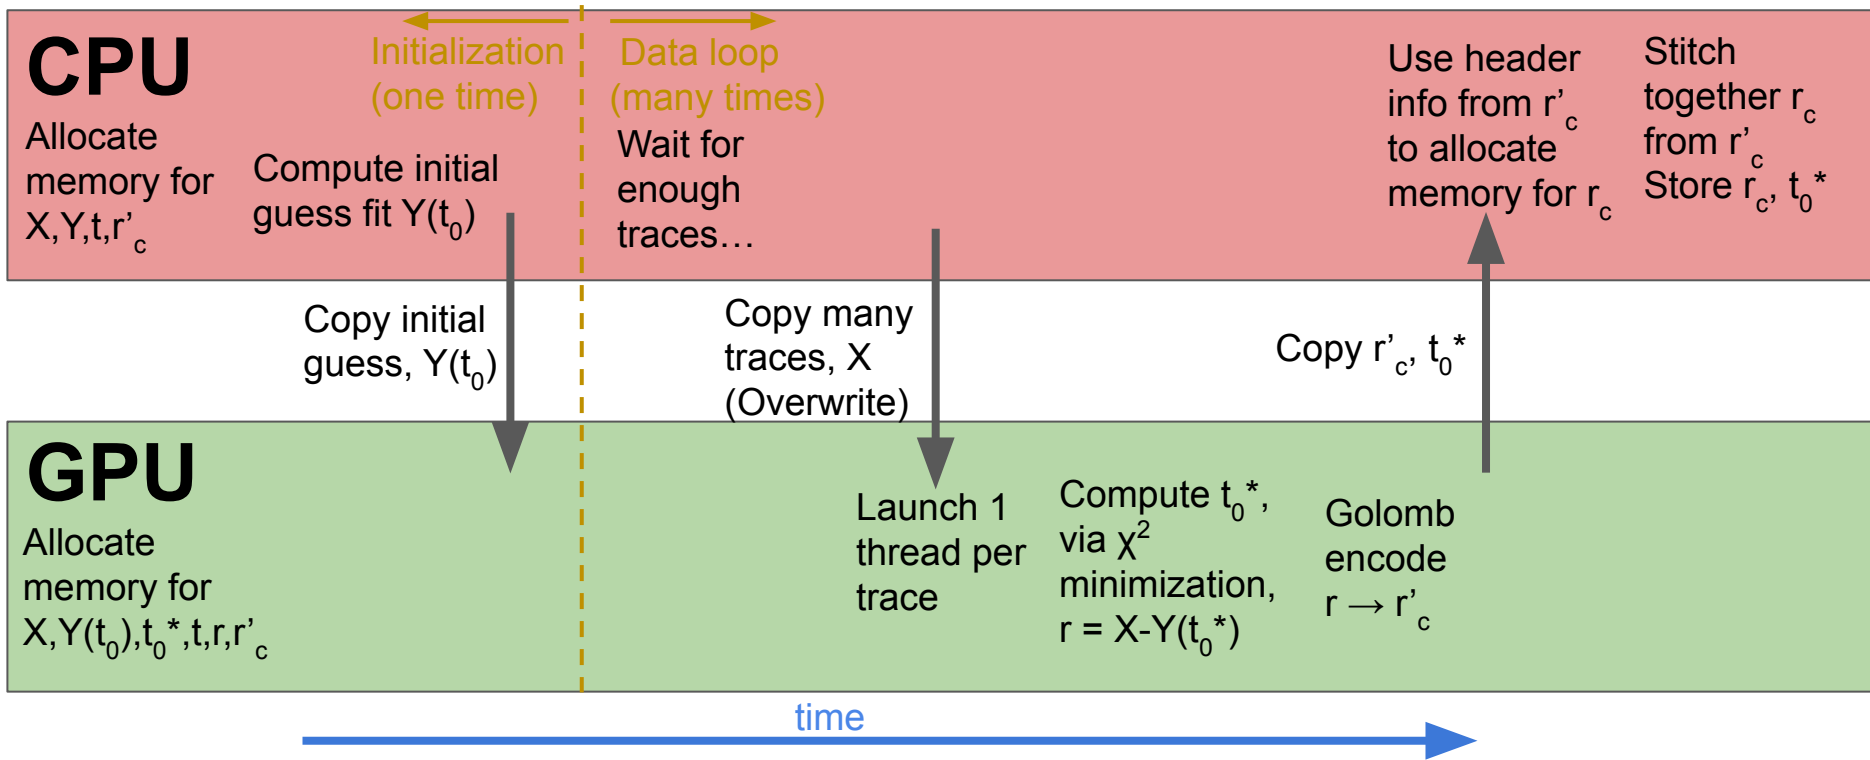 CPU
Allocate
memory for
X,Y,t,r’c
Compute initial
guess fit Y(t0)
Initialization
(one time)
Data loop
(many times)
Wait for
enough
traces…
Use header
info from r’c
to allocate
memory for rc
Stitch
together rc
from r’c
Store rc, t0*
Copy initial
guess, Y(t0)
Copy many
traces, X
(Overwrite)
Copy r’c, t0*
GPU
Allocate
memory for
X,Y(t0),t0*,t,r,r’c
Launch 1
thread per
trace
Compute t0*,
via χ2
minimization,
r = X-Y(t0*)
Golomb
encode
r → r’c
time